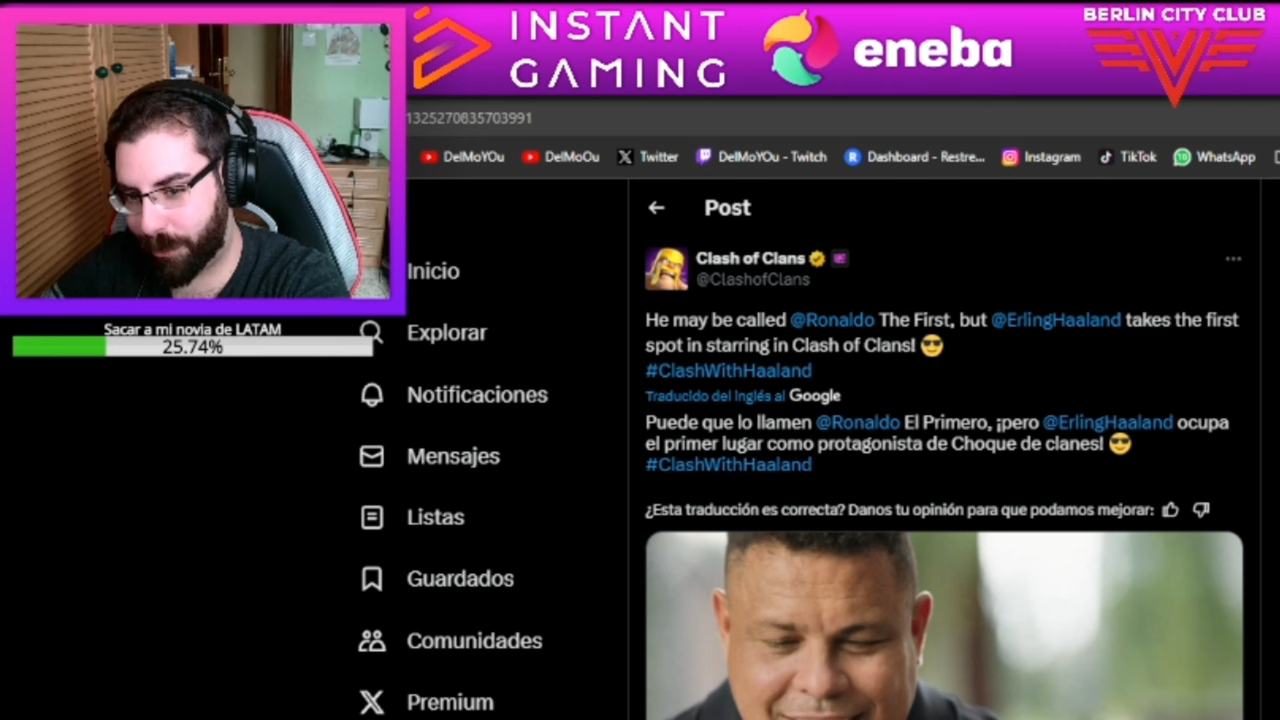 INSTANT
GAMING
eneba
BERLIN CITY CLUB
1325270835703991
DelMoYOu
DelMoOu
Twitter
DelMoYOu - Twitch
Dashboard - Restre...
Instagram
TikTok
WhatsApp
Sacar a mi novia de LATAM
25.74%
Inicio
Explorar
Notificaciones
Mensajes
Listas
Guardados
Comunidades
Premium
Post
Clash of Clans
@ClashofClans
He may be called @Ronaldo The First, but @ErlingHaaland takes the first
spot in starring in Clash of Clans! 😎
#ClashWithHaaland
Traducido del inglés al Google
Puede que lo llamen @Ronaldo El Primero, ¡pero @ErlingHaaland ocupa
el primer lugar como protagonista de Choque de clanes! 😎
#ClashWithHaaland
¿Esta traducción es correcta? Danos tu opinión para que podamos mejorar: